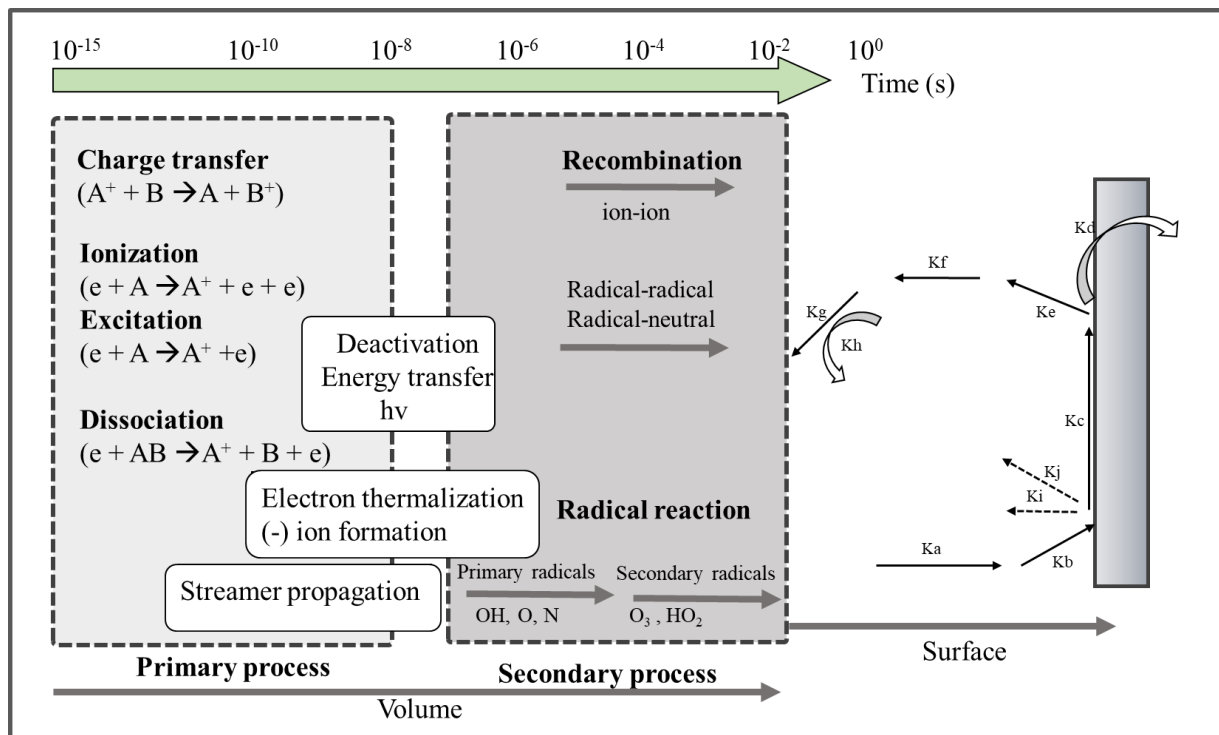 10⁻¹⁵ 10⁻¹⁰ 10⁻⁸ 10⁻⁶ 10⁻⁴ 10⁻² 10⁰
Time (s)
Charge transfer
(A⁺ + B →A + B⁺)
Ionization
(e + A →A⁺ + e + e)
Excitation
(e + A →A⁺ +e)
Dissociation
(e + AB →A⁺ + B + e)
Deactivation
Energy transfer
hv
Electron thermalization
(-) ion formation
Streamer propagation
Primary process
Recombination
ion-ion
Radical-radical
Radical-neutral
Radical reaction
Primary radicals Secondary radicals
OH, O, N O₃ , HO₂
Secondary process
Volume
Kd
Kf
Ke
Kg
Kh
Kc
Kj
Ki
Ka
Kb
Surface